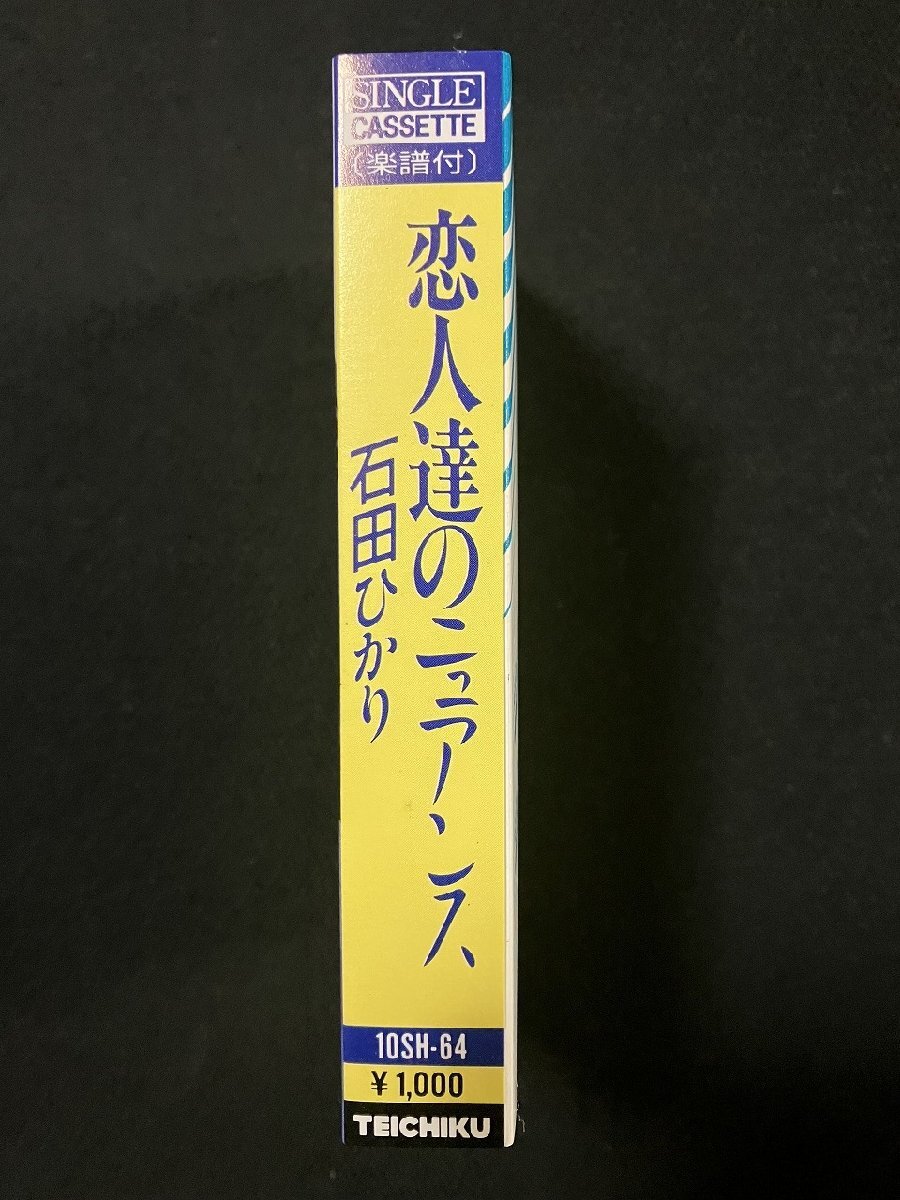 SINGLE
CASSETTE
(楽譜付)
恋人達のニュアンス
石田ひかり
10SH-64
¥1,000
TEICHIKU